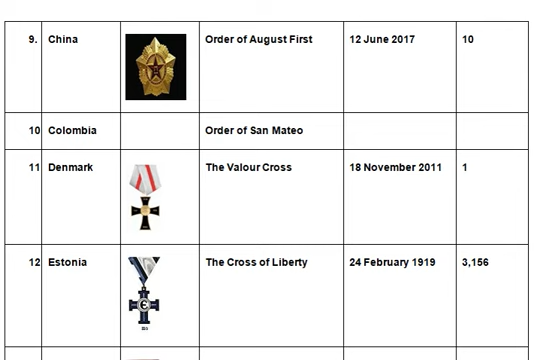 9. China Order of August First 12 June 2017 10
10 Colombia Order of San Mateo
11 Denmark The Valour Cross 18 November 2011 1
12 Estonia The Cross of Liberty 24 February 1919 3,156